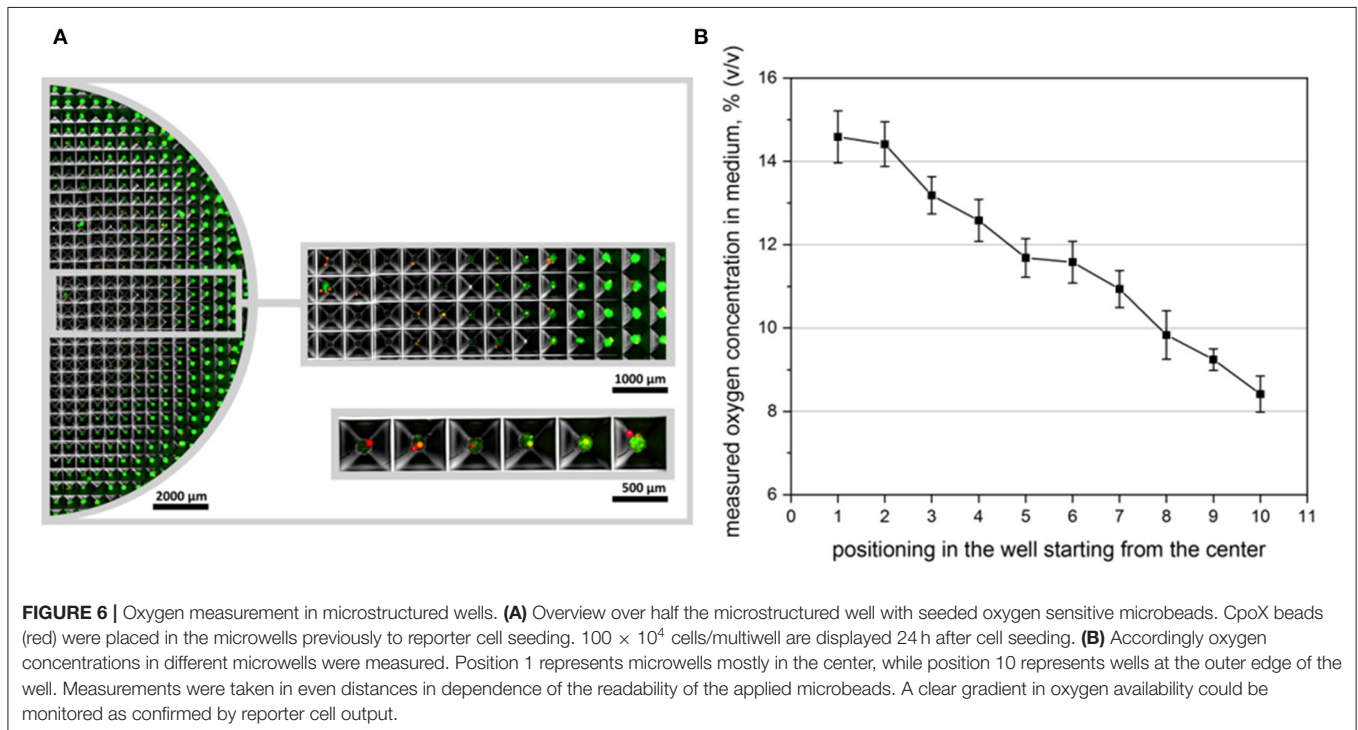 A
B
1000 µm
500 µm
2000 µm
measured oxygen concentration in medium, % (v/v)
16
14
12
10
8
6
0 1 2 3 4 5 6 7 8 9 10 11
positioning in the well starting from the center
FIGURE 6 | Oxygen measurement in microstructured wells. (A) Overview over half the microstructured well with seeded oxygen sensitive microbeads. CpoX beads
(red) were placed in the microwells previously to reporter cell seeding. 100 × 10⁴ cells/multiwell are displayed 24 h after cell seeding. (B) Accordingly oxygen
concentrations in different microwells were measured. Position 1 represents microwells mostly in the center, while position 10 represents wells at the outer edge of the
well. Measurements were taken in even distances in dependence of the readability of the applied microbeads. A clear gradient in oxygen availability could be
monitored as confirmed by reporter cell output.